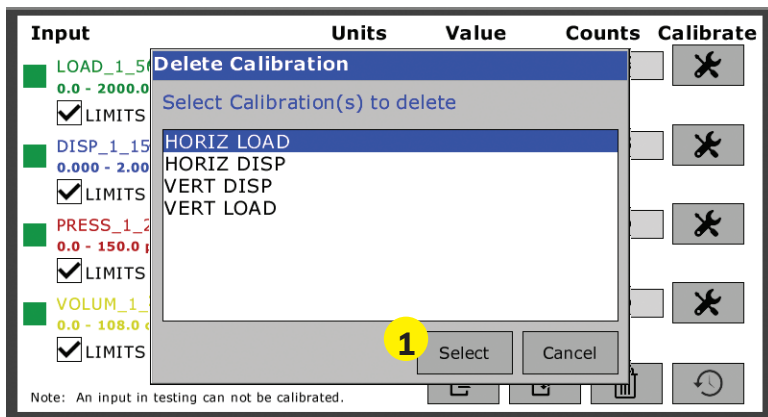 Input Units Value Counts Calibrate
LOAD_1_5
0.0 - 2000.0
LIMITS
DISP_1_15
0.000 - 2.00
LIMITS
PRESS_1_2
0.0 - 150.0
LIMITS
VOLUM_1_
0.0 - 108.0
LIMITS
Note: An input in testing can not be calibrated.
Delete Calibration
Select Calibration(s) to delete
HORIZ LOAD
HORIZ DISP
VERT DISP
VERT LOAD
1
Select Cancel